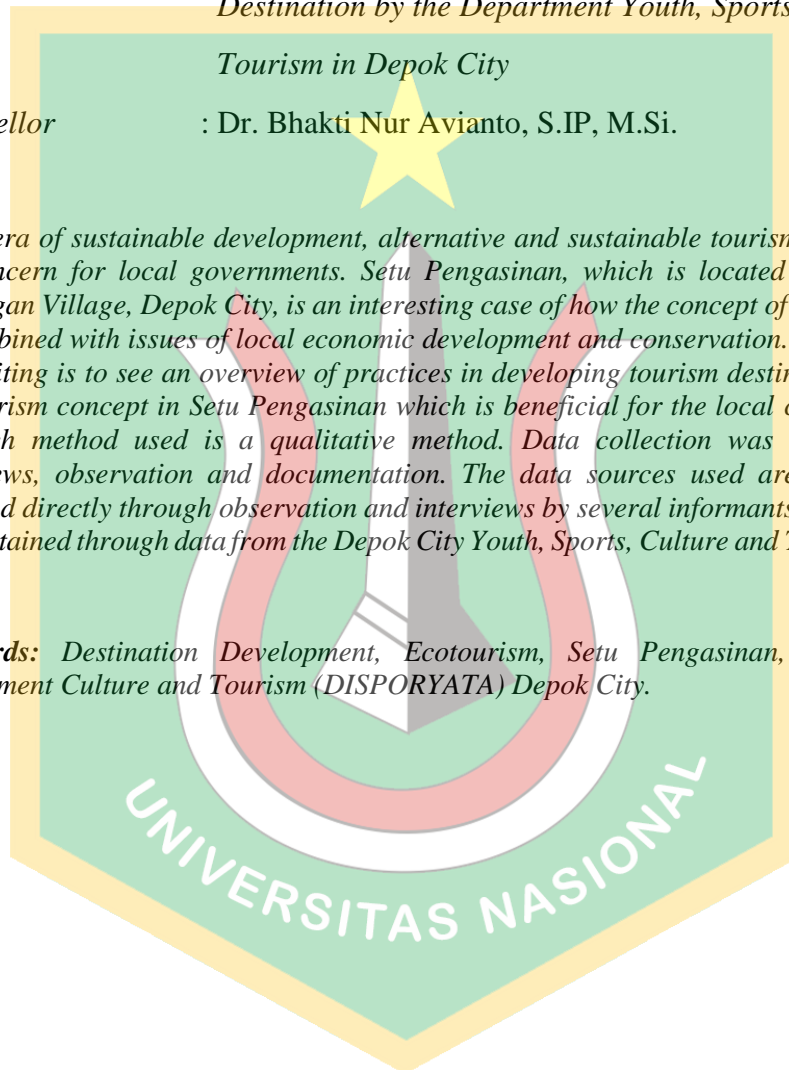 Destination by the Department Youth, Sports
Tourism in Depok City
ellor : Dr. Bhakti Nur Avianto, S.IP, M.Si.
era of sustainable development, alternative and sustainable tourism
ncern for local governments. Setu Pengasinan, which is located
gan Village, Depok City, is an interesting case of how the concept of
bined with issues of local economic development and conservation.
iting is to see an overview of practices in developing tourism destin
rism concept in Setu Pengasinan which is beneficial for the local c
h method used is a qualitative method. Data collection was
ws, observation and documentation. The data sources used are
d directly through observation and interviews by several informants
tained through data from the Depok City Youth, Sports, Culture and T
rds: Destination Development, Ecotourism, Setu Pengasinan,
ment Culture and Tourism (DISPORYATA) Depok City.
UNIVERSITAS NASIONAL